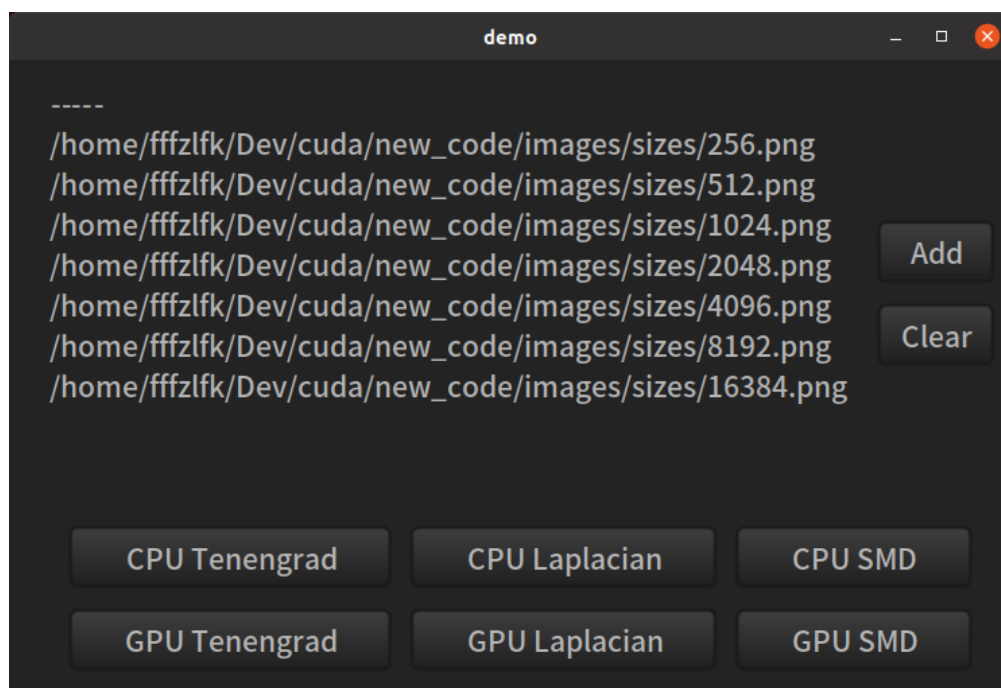 demo
-----
/home/fffzlfk/Dev/cuda/new_code/images/sizes/256.png
/home/fffzlfk/Dev/cuda/new_code/images/sizes/512.png
/home/fffzlfk/Dev/cuda/new_code/images/sizes/1024.png
/home/fffzlfk/Dev/cuda/new_code/images/sizes/2048.png
/home/fffzlfk/Dev/cuda/new_code/images/sizes/4096.png
/home/fffzlfk/Dev/cuda/new_code/images/sizes/8192.png
/home/fffzlfk/Dev/cuda/new_code/images/sizes/16384.png
Add
Clear
CPU Tenengrad CPU Laplacian CPU SMD
GPU Tenengrad GPU Laplacian GPU SMD